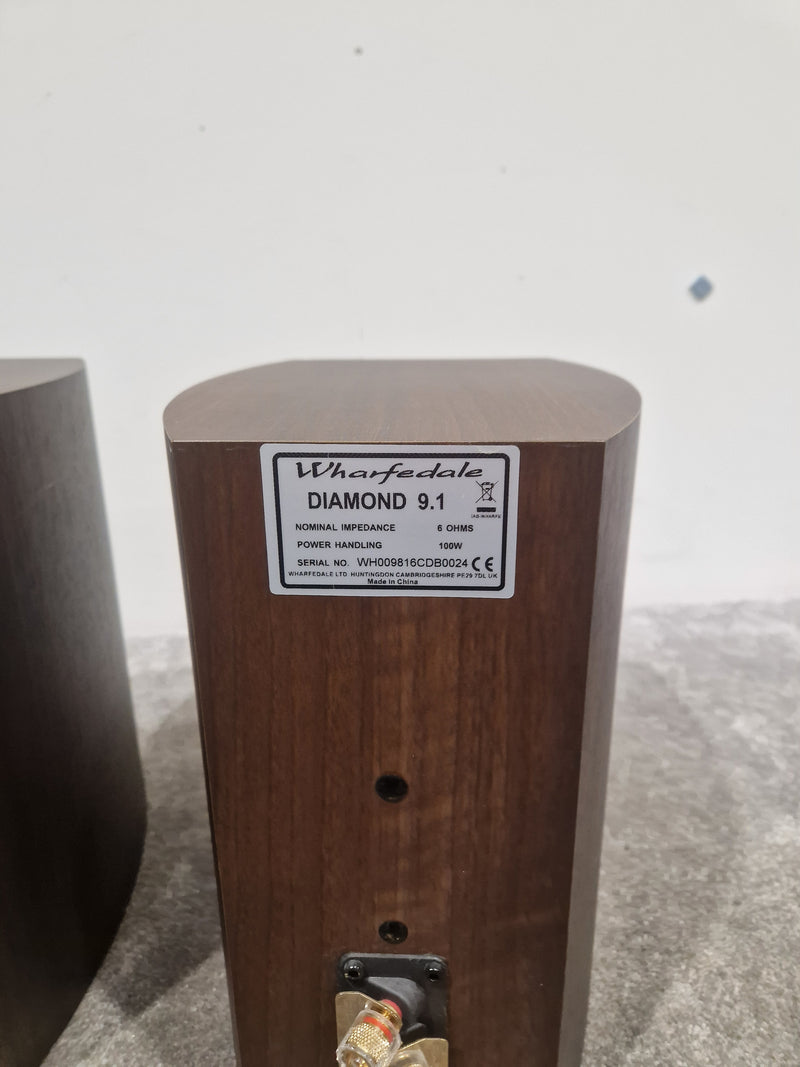 Wharfedale
DIAMOND 9.1
NOMINAL IMPEDANCE 6 OHMS
POWER HANDLING 100W
SERIAL NO. WH009816CDB0024 CE
WHARFEDALE LTD. HUNTINGDON CAMBRIDGESHIRE PE29 7DL UK
Made in China